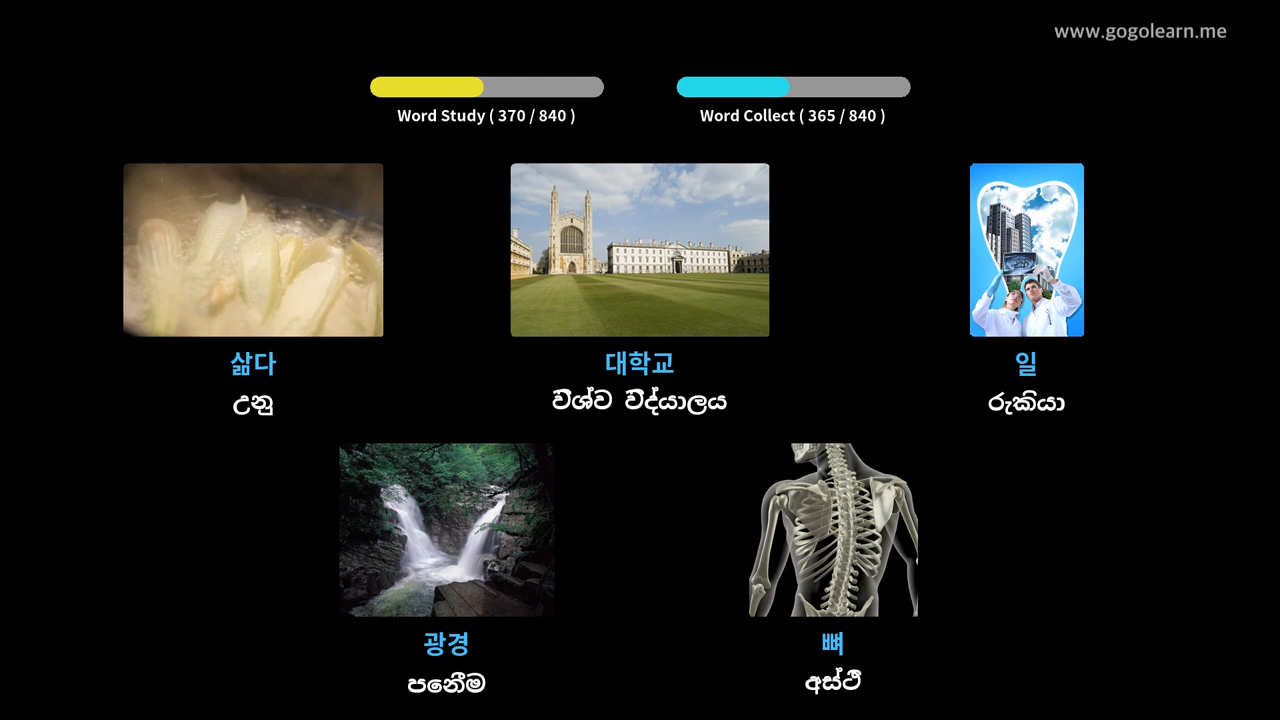 www.gogolearn.me
Word Study ( 370 / 840 )
Word Collect ( 365 / 840 )
삶다
උනු
대학교
විශ්ව විද්යාලය
일
රුකියා
광경
පනෙීම
뼈
අස්ථි